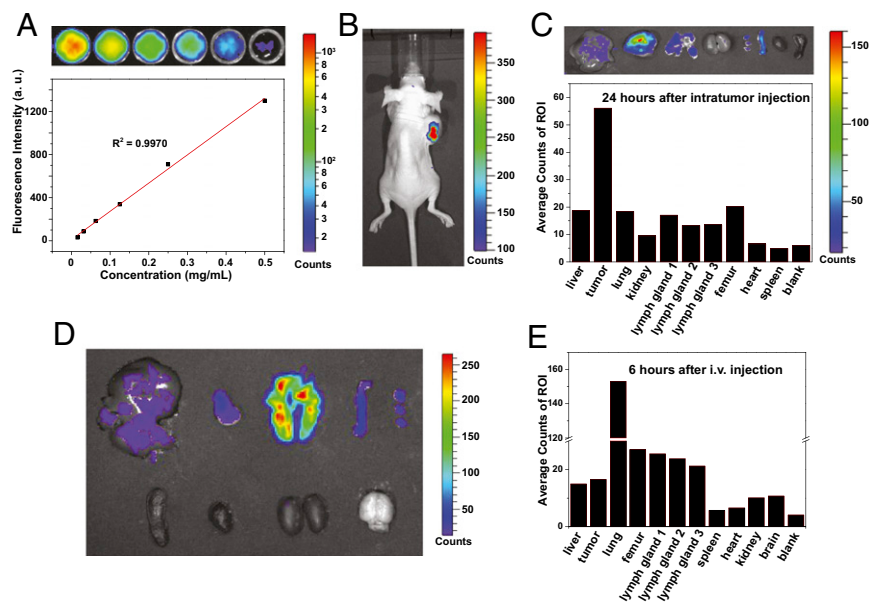 A
Fluorescence Intensity (a. u.)
1200
800
400
0
R² = 0.9970
0
0.1
0.2
0.3
0.4
0.5
Concentration (mg/mL)
10³
8
6
4
3
2
10²
8
6
4
3
2
Counts
B
350
300
250
200
150
100
Counts
C
150
100
50
Counts
24 hours after intratumor injection
Average Counts of ROI
60
50
40
30
20
10
0
liver
tumor
lung
kidney
lymph gland 1
lymph gland 2
lymph gland 3
femur
heart
spleen
blank
D
250
200
150
100
50
Counts
E
6 hours after i.v. injection
Average Counts of ROI
160
140
120
20
0
liver
tumor
lung
femur
lymph gland 1
lymph gland 2
lymph gland 3
spleen
heart
kidney
brain
blank